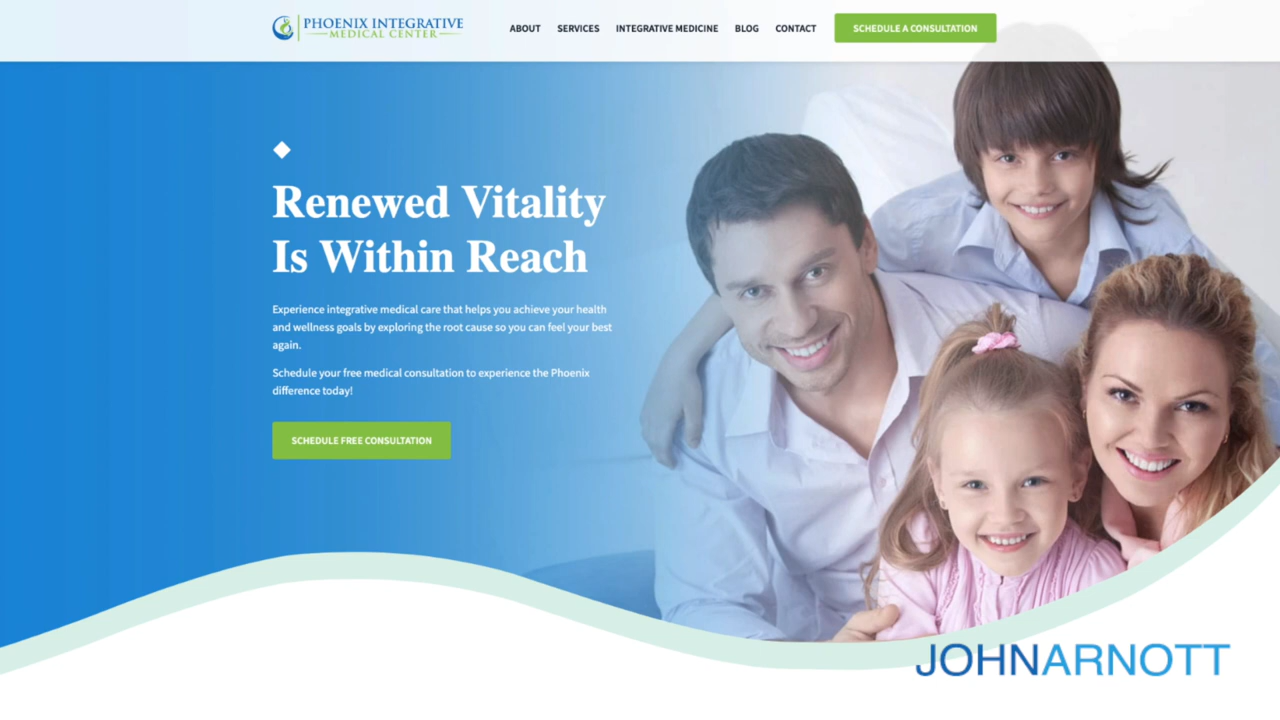 PHOENIX INTEGRATIVE
MEDICAL CENTER
ABOUT SERVICES INTEGRATIVE MEDICINE BLOG CONTACT SCHEDULE A CONSULTATION
Renewed Vitality
Is Within Reach
Experience integrative medical care that helps you achieve your health
and wellness goals by exploring the root cause so you can feel your best
again.
Schedule your free medical consultation to experience the Phoenix
difference today!
SCHEDULE FREE CONSULTATION
JOHNARNOTT